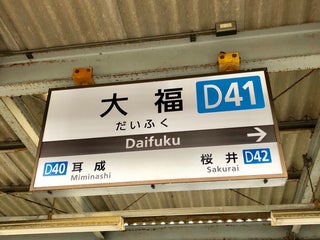 大福 D41
だいふく
Daifuku →
D40 耳成 桜井 D42
Miminashi Sakurai